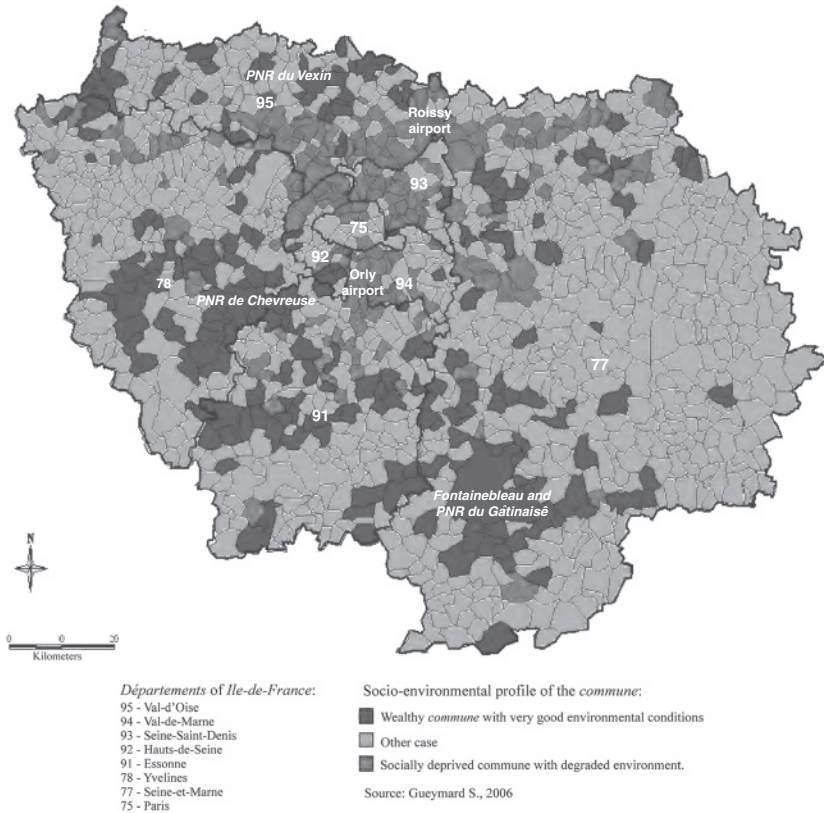 PNR du Vexin
95
Roissy
airport
93
75
92
Orly
airport
94
78
PNR de Chevreuse
77
91
Fontainebleau and
PNR du Gâtinaisê
N
0 0 20
Kilometers
Départements of Ile-de-France:
95 - Val-d’Oise
94 - Val-de-Marne
93 - Seine-Saint-Denis
92 - Hauts-de-Seine
91 - Essonne
78 - Yvelines
77 - Seine-et-Marne
75 - Paris
Socio-environmental profile of the commune:
Wealthy commune with very good environmental conditions
Other case
Socially deprived commune with degraded environment.
Source: Gueymard S., 2006